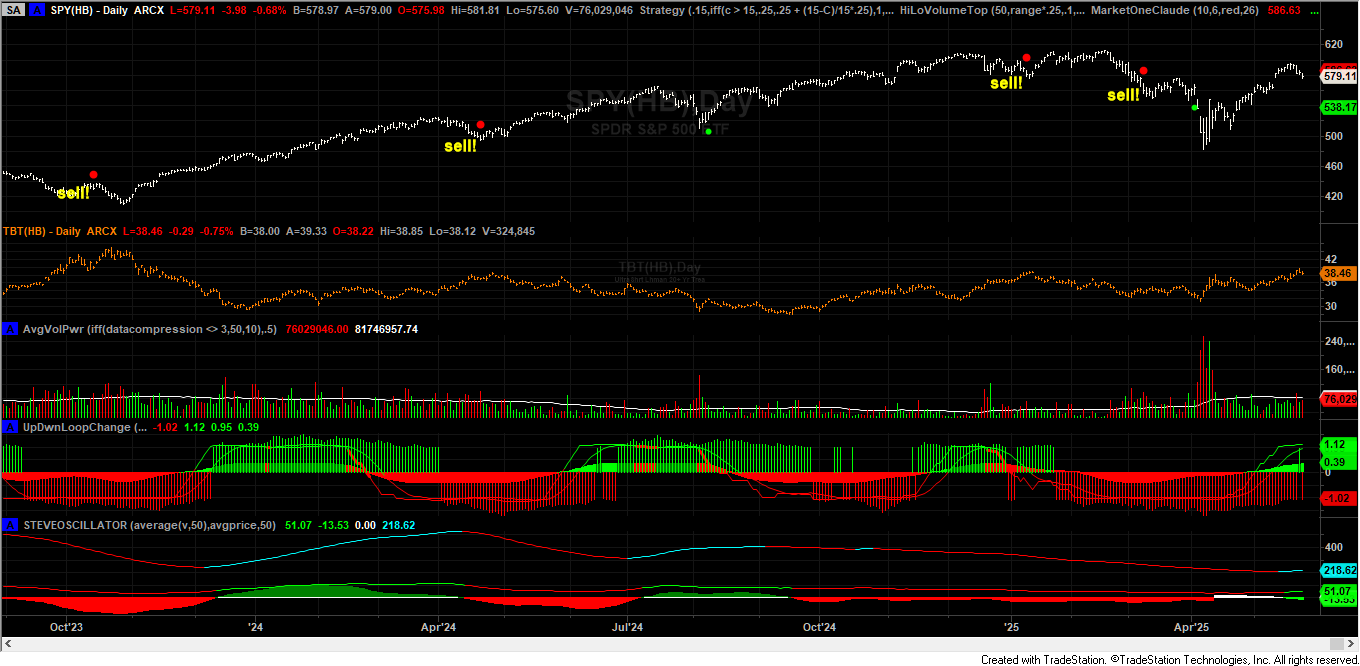 SA A SPY(HB) - Daily ARCX L=579.11 -3.98 -0.68% B=578.97 A=579.00 O=575.98 Hi=581.81 Lo=575.60 V=76,029,046 Strategy (.15,iff(c > 15,.25,.25 + (15-C)/15*.25),1,... HiLoVolumeTop (50,range*.25,.1,... MarketOneClaude (10,6,red,26) 586.63 ...
620
579.11
SPY(HB),Day
SPDR S&P 500 ETF
538.17
500
460
420
sell!
sell!
sell!
sell!
TBT(HB) - Daily ARCX L=38.46 -0.29 -0.75% B=38.00 A=39.33 O=38.22 Hi=38.85 Lo=38.12 V=324,845
TBT(HB),Day
42
38.46
36
30
A AvgVolPwr (iff(datacompression <> 3,50,10),.5) 76029046.00 81746957.74
240,...
160,...
76,029
A UpDwnLoopChange (... -1.02 1.12 0.95 0.39
1.12
0.39
0
-1.02
A STEVEOSCILLATOR (average(v,50),avgprice,50) 51.07 -13.53 0.00 218.62
400
218.62
51.07
-13.53
Oct'23 '24 Apr'24 Jul'24 Oct'24 '25 Apr'25
Created with TradeStation. ©TradeStation Technologies, Inc. All rights reserved.